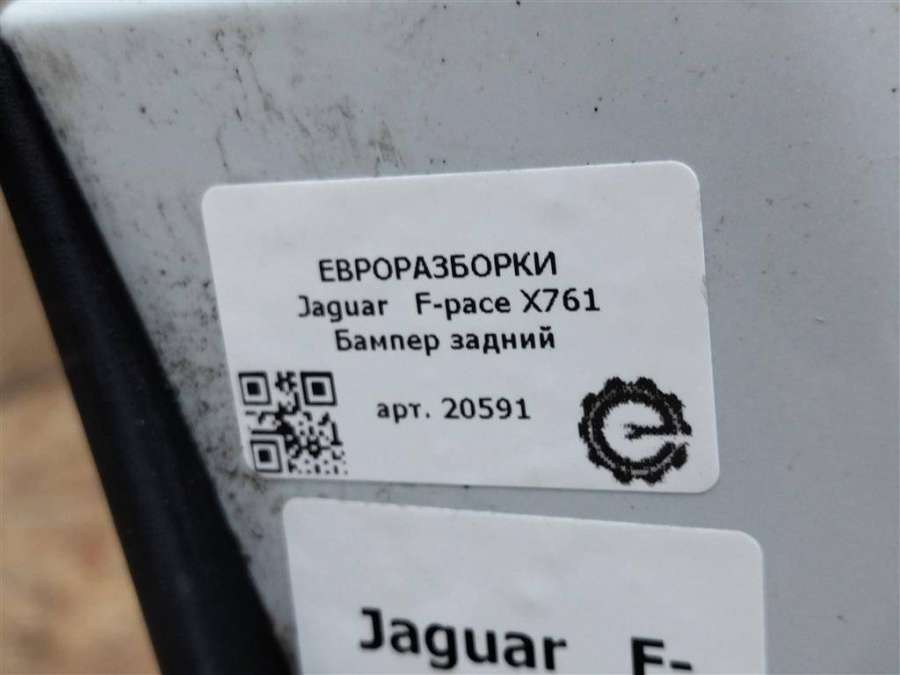 ЕВРОРАЗБОРКИ
Jaguar F-pace X761
Бампер задний
арт. 20591
Jaguar F-